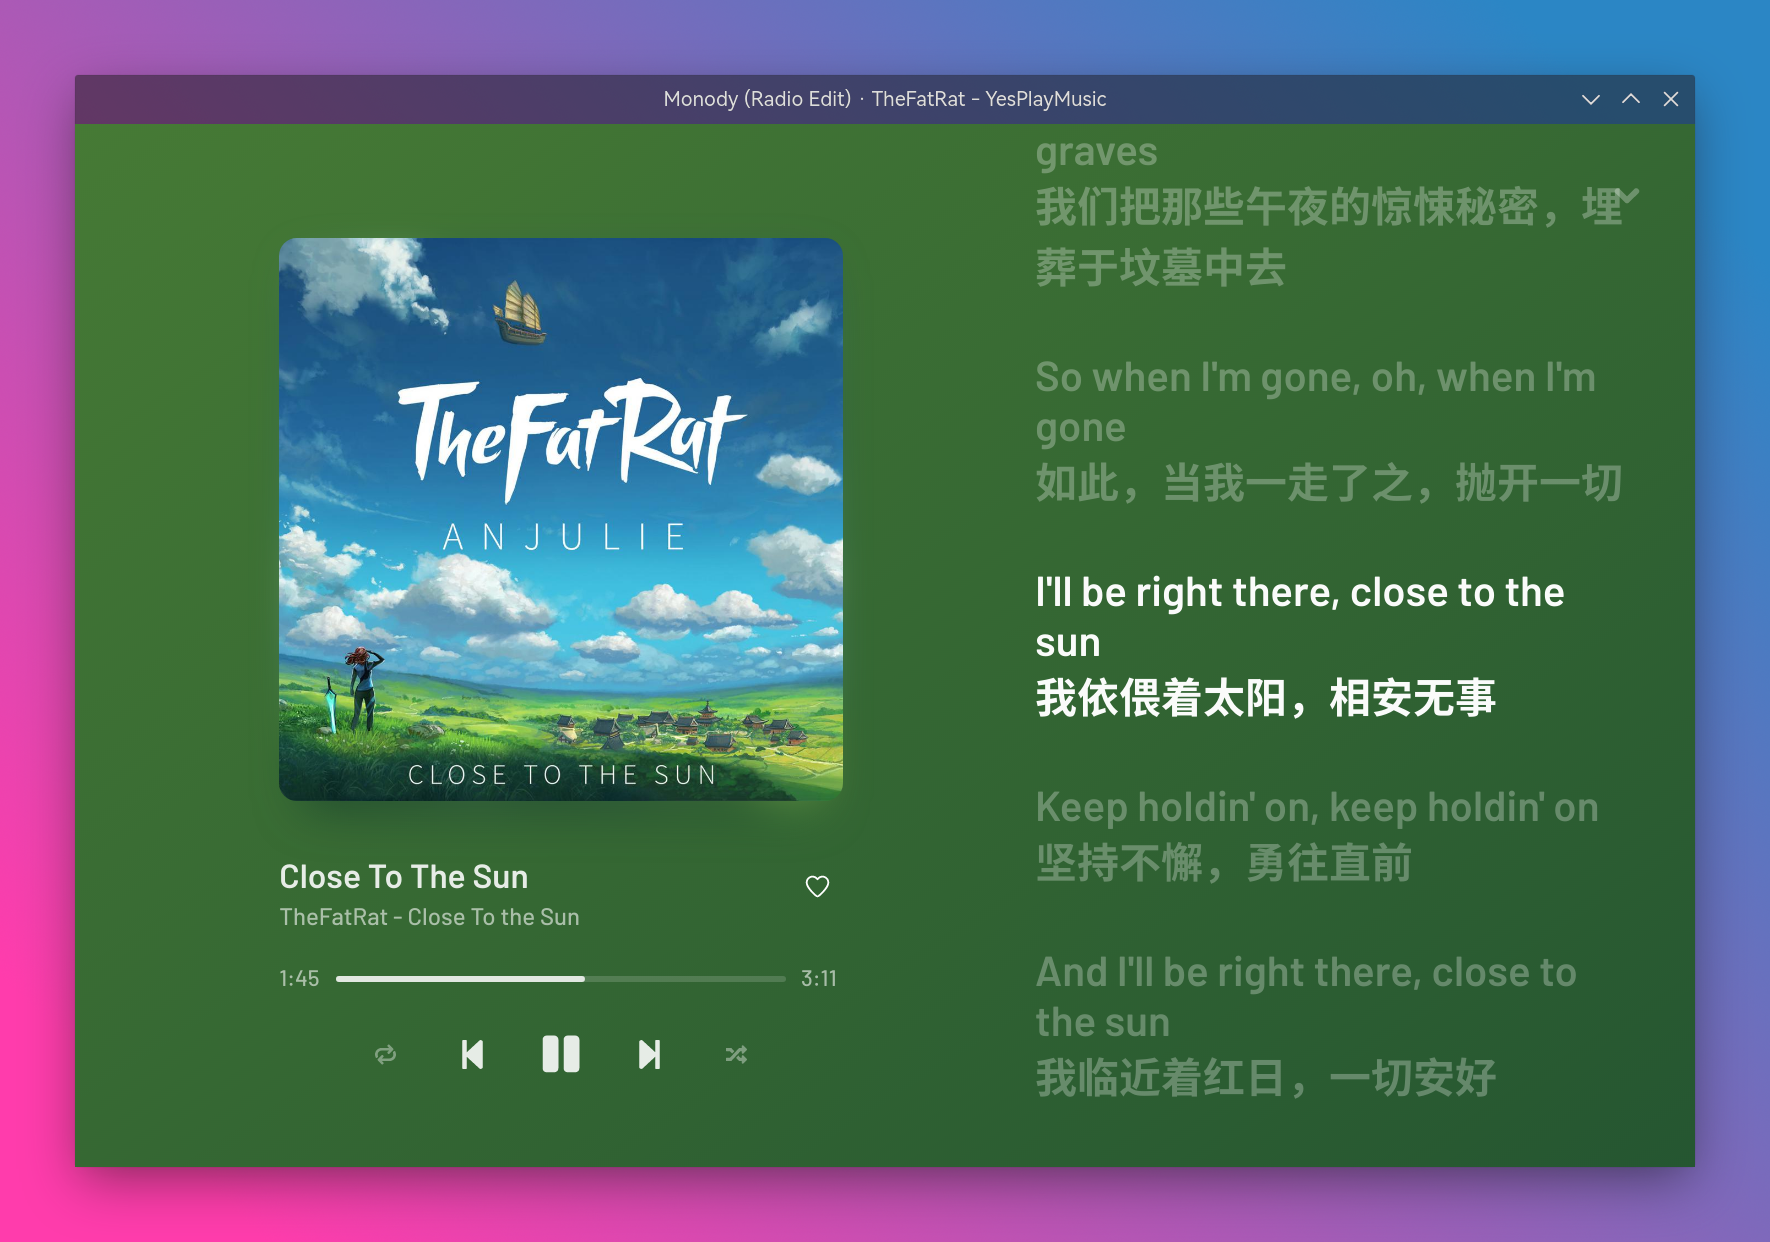 Monody (Radio Edit) · TheFatRat - YesPlayMusic
TheFatRat
ANJULIE
CLOSE TO THE SUN
Close To The Sun
TheFatRat - Close To the Sun
1:45
3:11
graves
我们把那些午夜的惊悚秘密，埋
葬于坟墓中去
So when I'm gone, oh, when I'm
gone
如此，当我一走了之，抛开一切
I'll be right there, close to the
sun
我依偎着太阳，相安无事
Keep holdin' on, keep holdin' on
坚持不懈，勇往直前
And I'll be right there, close to
the sun
我临近着红日，一切安好